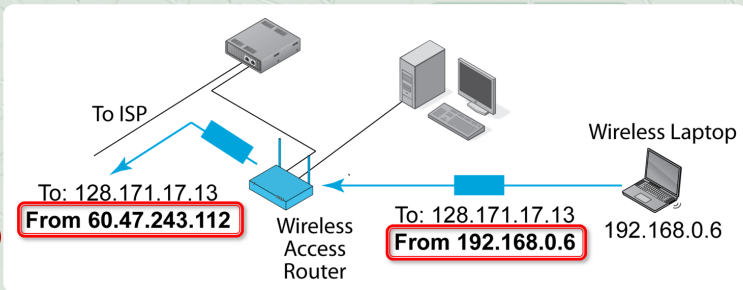 To ISP
To: 128.171.17.13
From 60.47.243.112
Wireless
Access
Router
To: 128.171.17.13
From 192.168.0.6
Wireless Laptop
192.168.0.6